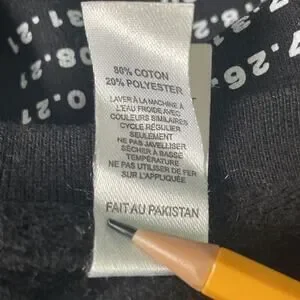 80% COTON
20% POLYESTER
LAVER À LA MACHINE À
L'EAU FROIDE AVEC
COULEURS SIMILAIRES
CYCLE RÉGULIER
SEULEMENT
NE PAS JAVELLISER
SÉCHER À BASSE
TEMPÉRATURE
NE PAS UTILISER DE FER
SUR L'APPLIQUÉE
FAIT AU PAKISTAN